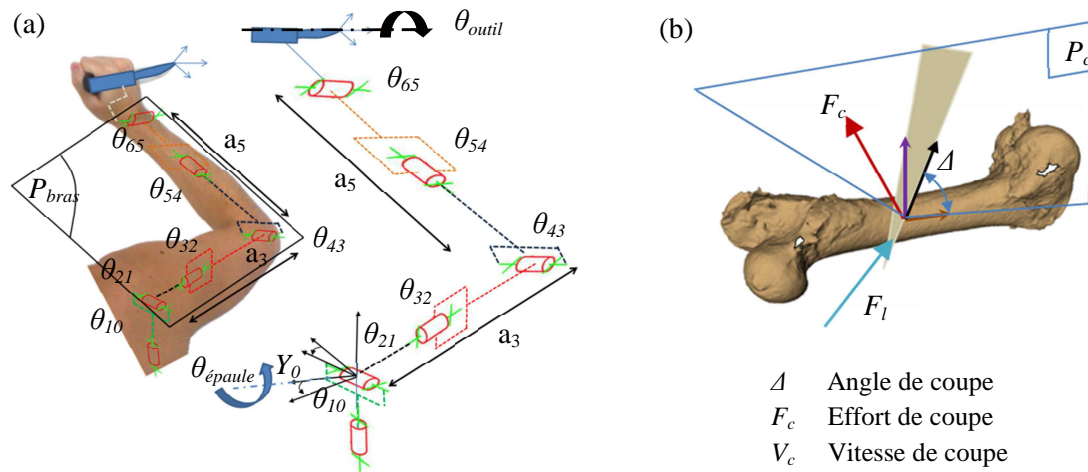 (a)
θoutil
θ65
a5
θ54
Pbras
θ32
θ43
a3
θ21
θ10
θ65
θ54
a5
θ43
θ32
a3
θ21
θépaule
Y0
θ10
(b)
Pc
Fc
Δ
Fl
Δ Angle de coupe
Fc Effort de coupe
Vc Vitesse de coupe